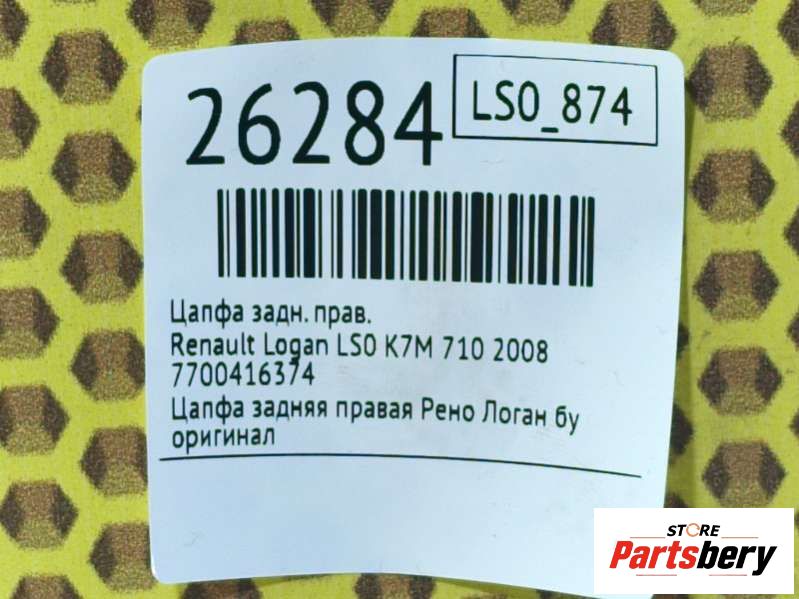 26284
LS0_874
Цапфа задн. прав.
Renault Logan LS0 K7M 710 2008
7700416374
Цапфа задняя правая Рено Логан бу
оригинал
STORE
Partsbery